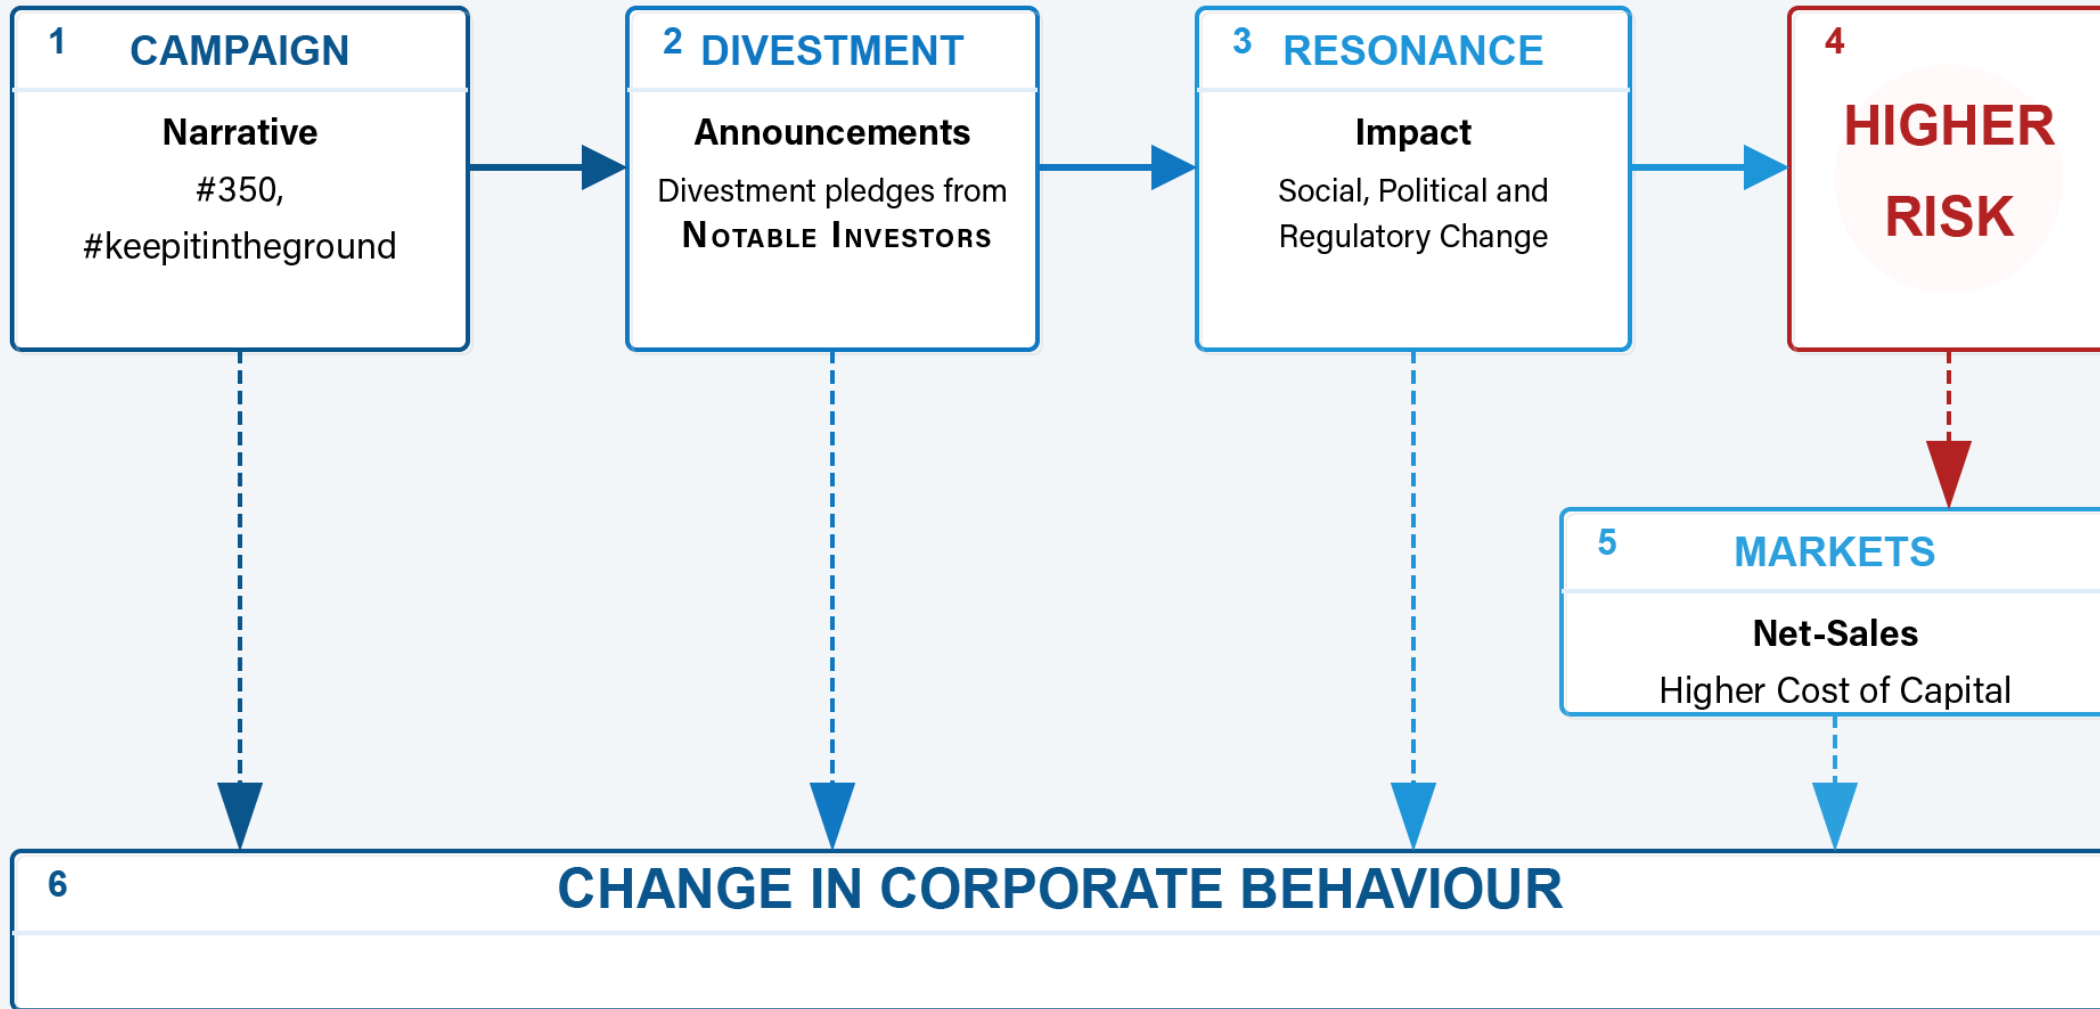 1
CAMPAIGN
Narrative
#350,
#keepitintheground
2
DIVESTMENT
Announcements
Divestment pledges from
NOTABLE INVESTORS
3
RESONANCE
Impact
Social, Political and
Regulatory Change
4
HIGHER
RISK
5
MARKETS
Net-Sales
Higher Cost of Capital
6
CHANGE IN CORPORATE BEHAVIOUR